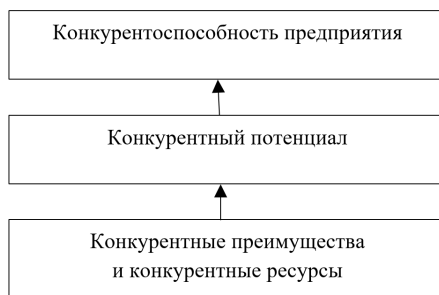 Конкурентоспособность предприятия
Конкурентный потенциал
Конкурентные преимущества
и конкурентные ресурсы